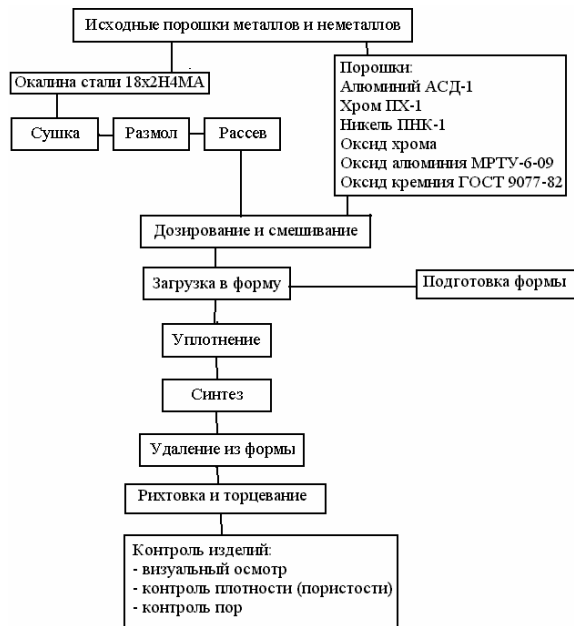 Исходные порошки металлов и неметаллов
Окалина стали 18х2Н4МА
Порошки:
Алюминий АСД-1
Хром ПХ-1
Никель ПНК-1
Оксид хрома
Оксид алюминия МРТУ-6-09
Оксид кремния ГОСТ 9077-82
Сушка
Размол
Рассев
Дозирование и смешивание
Загрузка в форму
Подготовка формы
Уплотнение
Синтез
Удаление из формы
Рихтовка и торцевание
Контроль изделий:
- визуальный осмотр
- контроль плотности (пористости)
- контроль пор